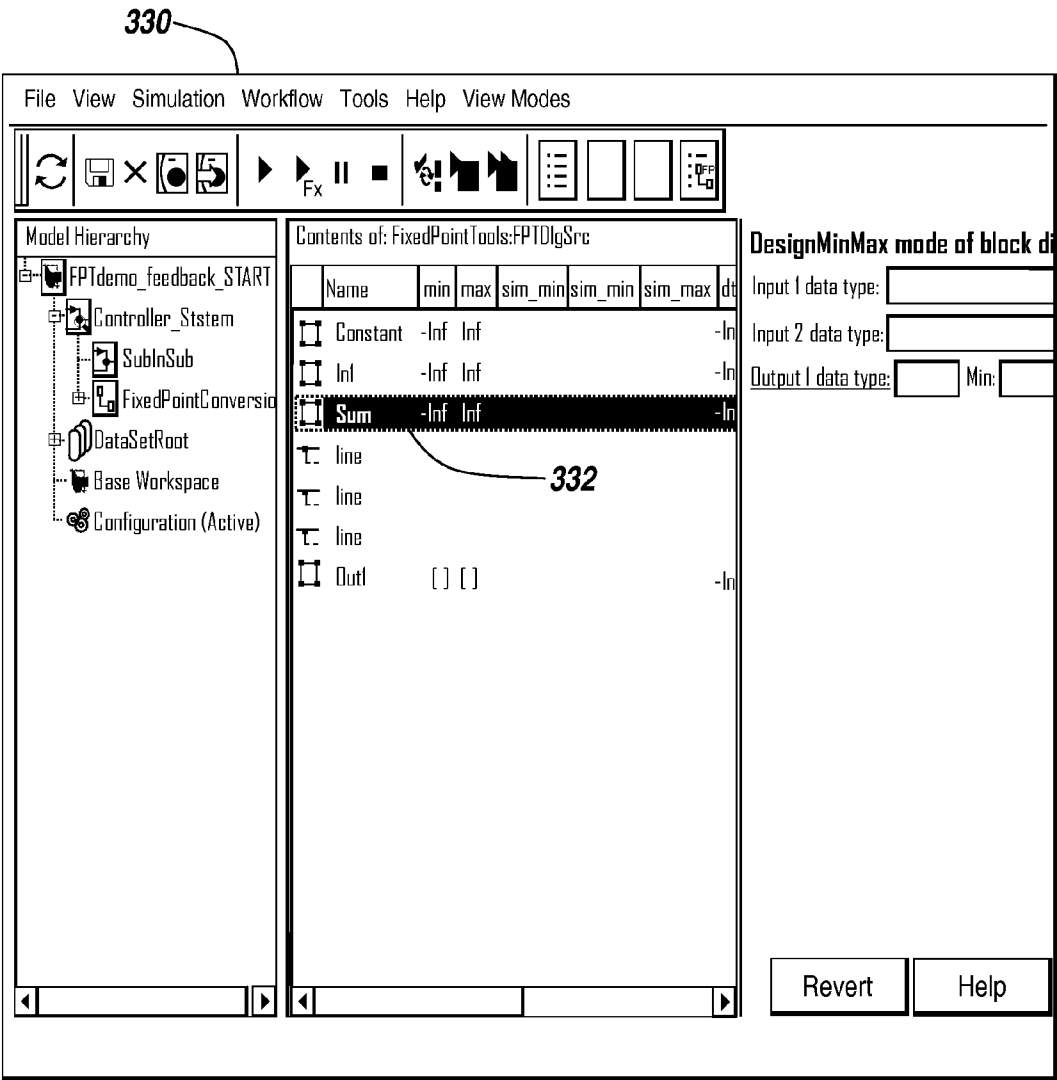 330
File View Simulation Workflow Tools Help View Modes
Fx
FP
Model Hierarchy
FPTdemo_feedback_START
Controller_Ststem
SubInSub
FixedPointConversio
DataSetRoot
Base Workspace
Configuration (Active)
Contents of: FixedPointTools:FPTDlgSrc
Name min max sim_min sim_min sim_max dt
Constant -Inf Inf -In
In1 -Inf Inf -In
Sum -Inf Inf -In
line
line
line
Out1 [ ] [ ] -In
332
DesignMinMax mode of block di
Input 1 data type:
Input 2 data type:
Output 1 data type: Min:
Revert Help